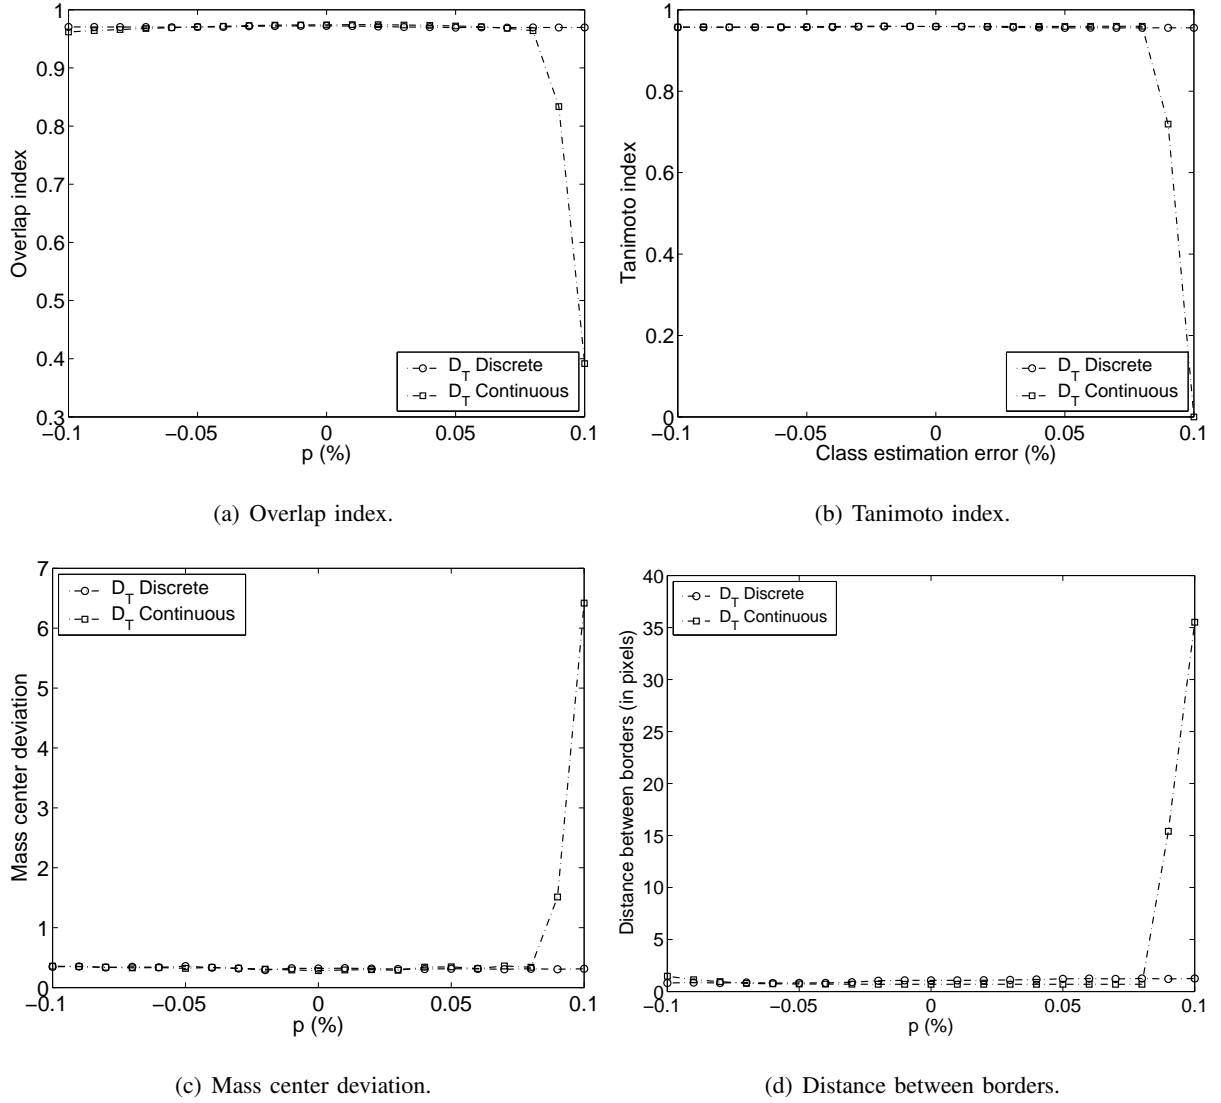 1
0.9
0.8
0.7
0.6
0.5
0.4
0.3
Overlap index
D_T Discrete
D_T Continuous
−0.1 −0.05 0 0.05 0.1
p (%)
(a) Overlap index.
1
0.8
0.6
0.4
0.2
0
Tanimoto index
D_T Discrete
D_T Continuous
−0.1 −0.05 0 0.05 0.1
Class estimation error (%)
(b) Tanimoto index.
7
6
5
4
3
2
1
0
Mass center deviation
D_T Discrete
D_T Continuous
−0.1 −0.05 0 0.05 0.1
p (%)
(c) Mass center deviation.
40
35
30
25
20
15
10
5
0
Distance between borders (in pixels)
D_T Discrete
D_T Continuous
−0.1 −0.05 0 0.05 0.1
p (%)
(d) Distance between borders.